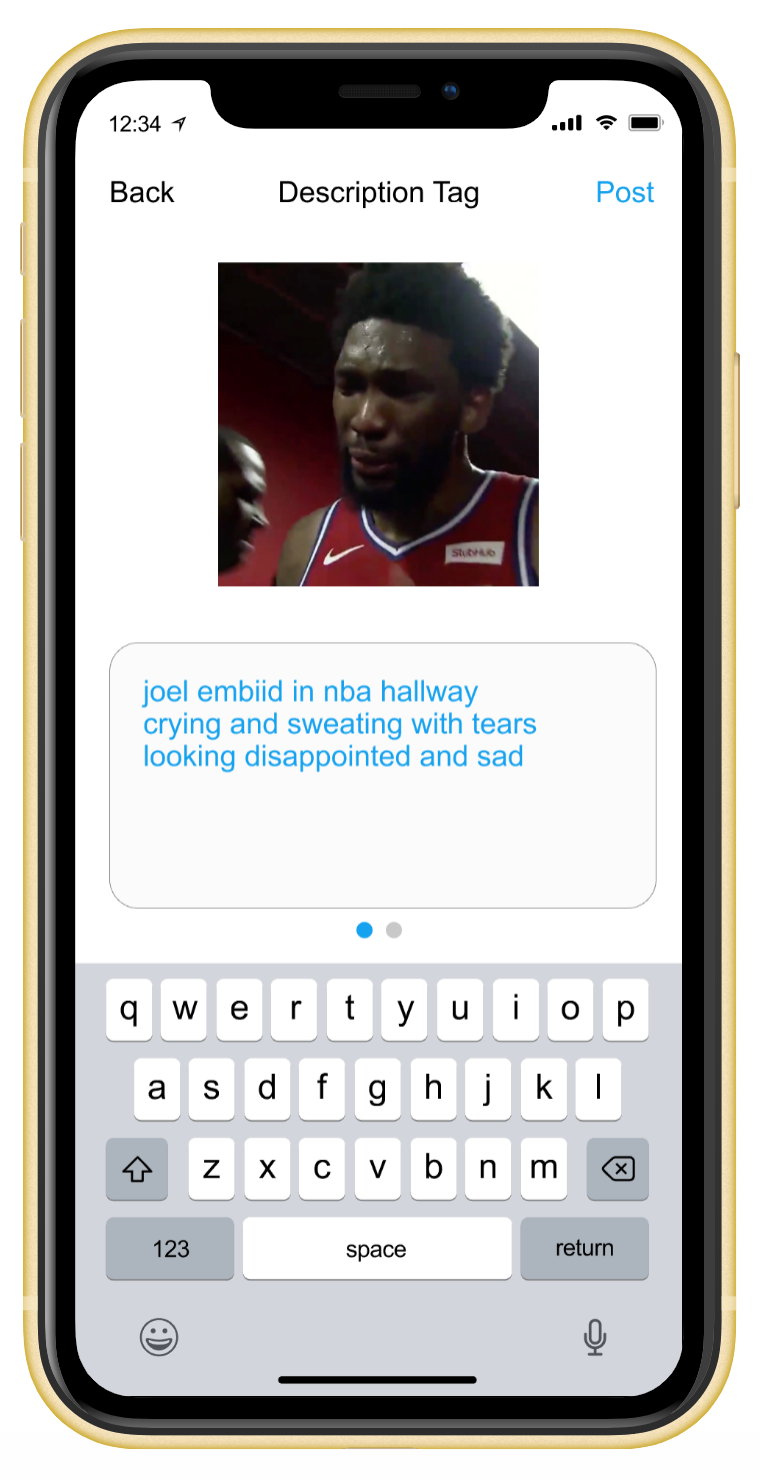 12:34
Back Description Tag Post
StubHub
joel embiid in nba hallway
crying and sweating with tears
looking disappointed and sad
q w e r t y u i o p
a s d f g h j k l
z x c v b n m
123 space return